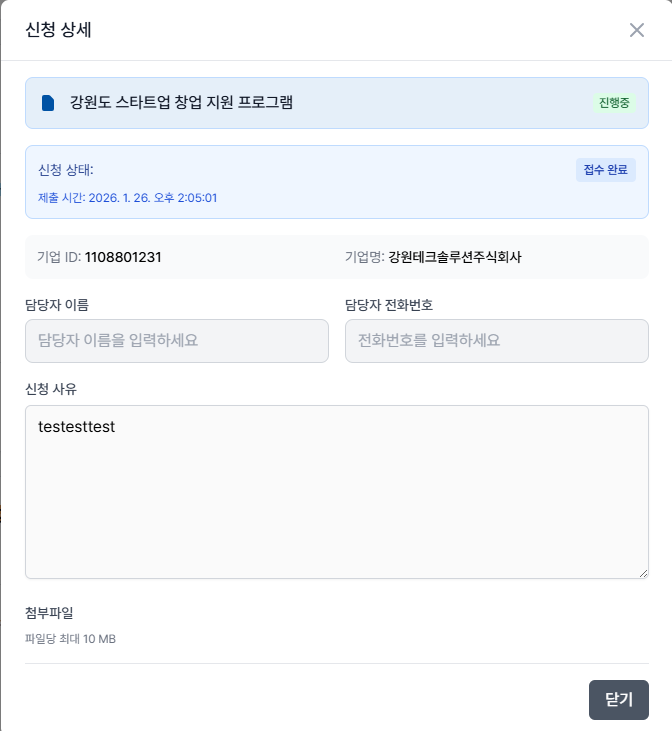 신청 상세
강원도 스타트업 창업 지원 프로그램
진행중
신청 상태:
접수 완료
제출 시간: 2026. 1. 26. 오후 2:05:01
기업 ID: 1108801231
기업명: 강원테크솔루션주식회사
담당자 이름
담당자 전화번호
담당자 이름을 입력하세요
전화번호를 입력하세요
신청 사유
testesttest
첨부파일
파일당 최대 10 MB
닫기